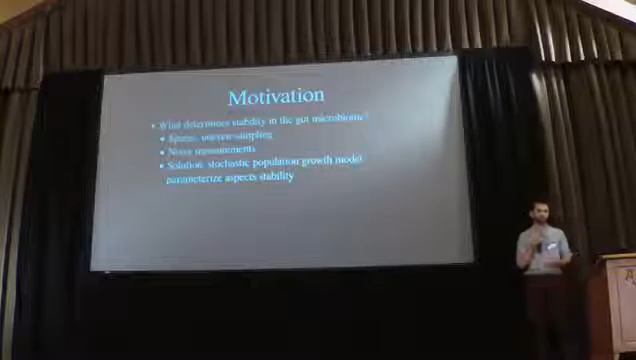 Motivation
• What determines stability in the gut microbiome?
• Sparse, uneven sampling
• Noisy measurements
• Solution: stochastic population growth model
parameterize aspects stability